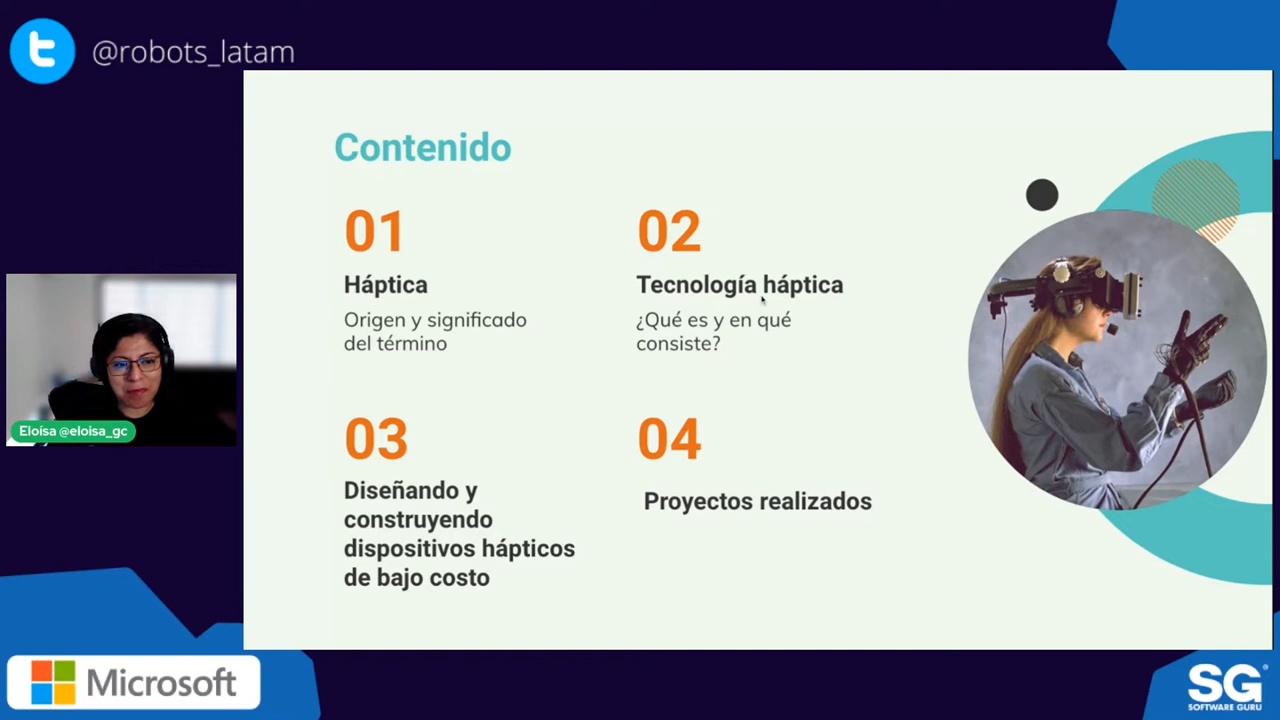 @robots_latam
Contenido
01
Háptica
Origen y significado
del término
02
Tecnología háptica
¿Qué es y en qué
consiste?
03
Diseñando y
construyendo
dispositivos hápticos
de bajo costo
04
Proyectos realizados
Eloísa @eloisa_gc
Microsoft
SG
SOFTWARE GURU